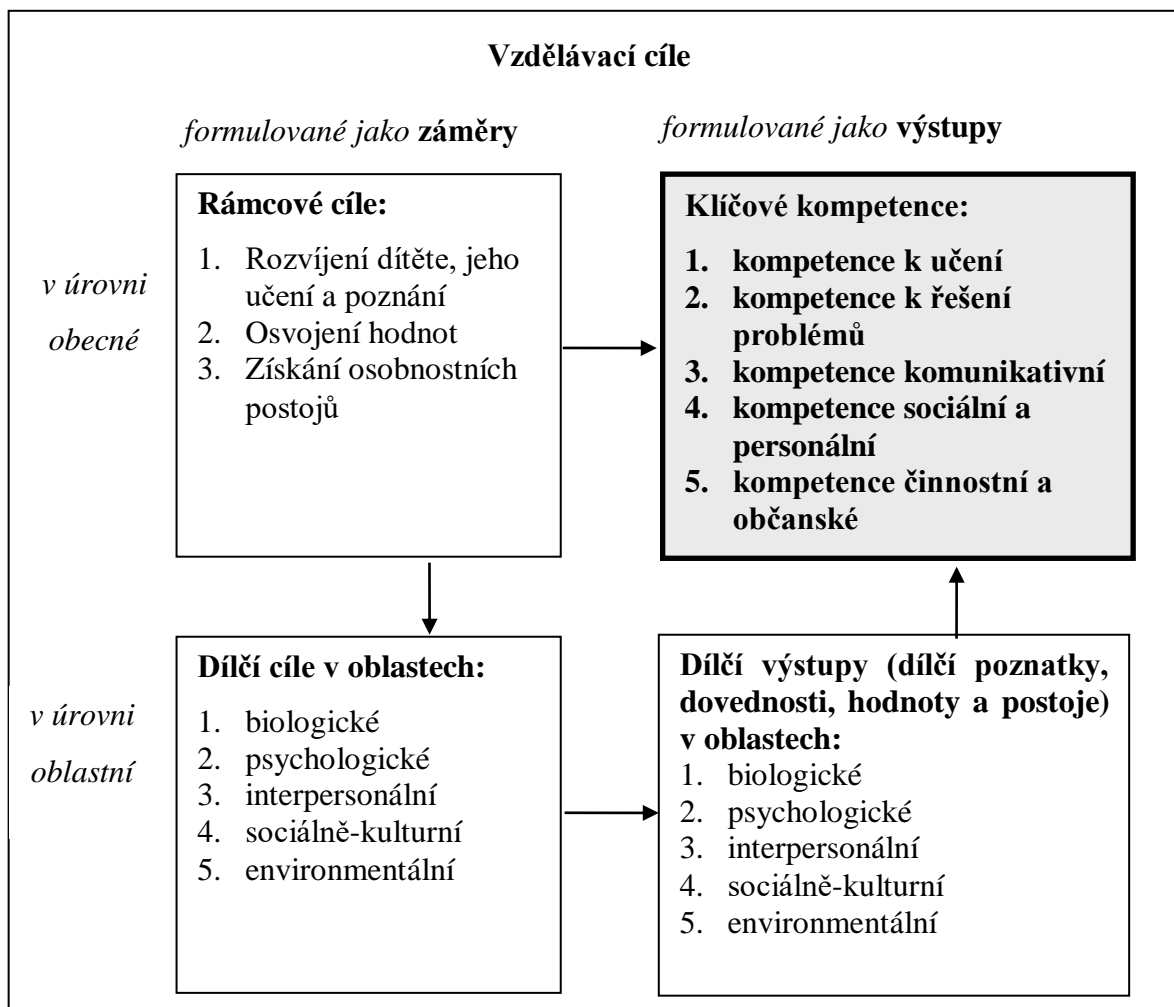 Vzdělávací cíle
formulované jako záměry
formulované jako výstupy
v úrovni
obecné
Rámcové cíle:
1. Rozvíjení dítěte, jeho
učení a poznání
2. Osvojení hodnot
3. Získání osobnostních
postojů
Klíčové kompetence:
1. kompetence k učení
2. kompetence k řešení
problémů
3. kompetence komunikativní
4. kompetence sociální a
personální
5. kompetence činnostní a
občanské
v úrovni
oblastní
Dílčí cíle v oblastech:
1. biologické
2. psychologické
3. interpersonální
4. sociálně-kulturní
5. environmentální
Dílčí výstupy (dílčí poznatky,
dovednosti, hodnoty a postoje)
v oblastech:
1. biologické
2. psychologické
3. interpersonální
4. sociálně-kulturní
5. environmentální